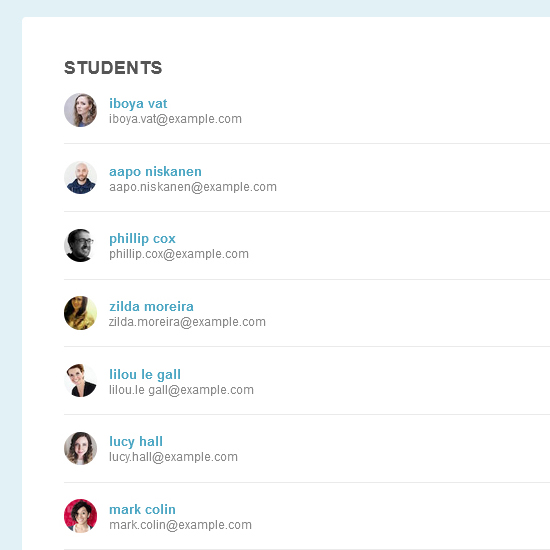 STUDENTS
iboya vat
iboya.vat@example.com
aapo niskanen
aapo.niskanen@example.com
phillip cox
phillip.cox@example.com
zilda moreira
zilda.moreira@example.com
lilou le gall
lilou.le gall@example.com
lucy hall
lucy.hall@example.com
mark colin
mark.colin@example.com